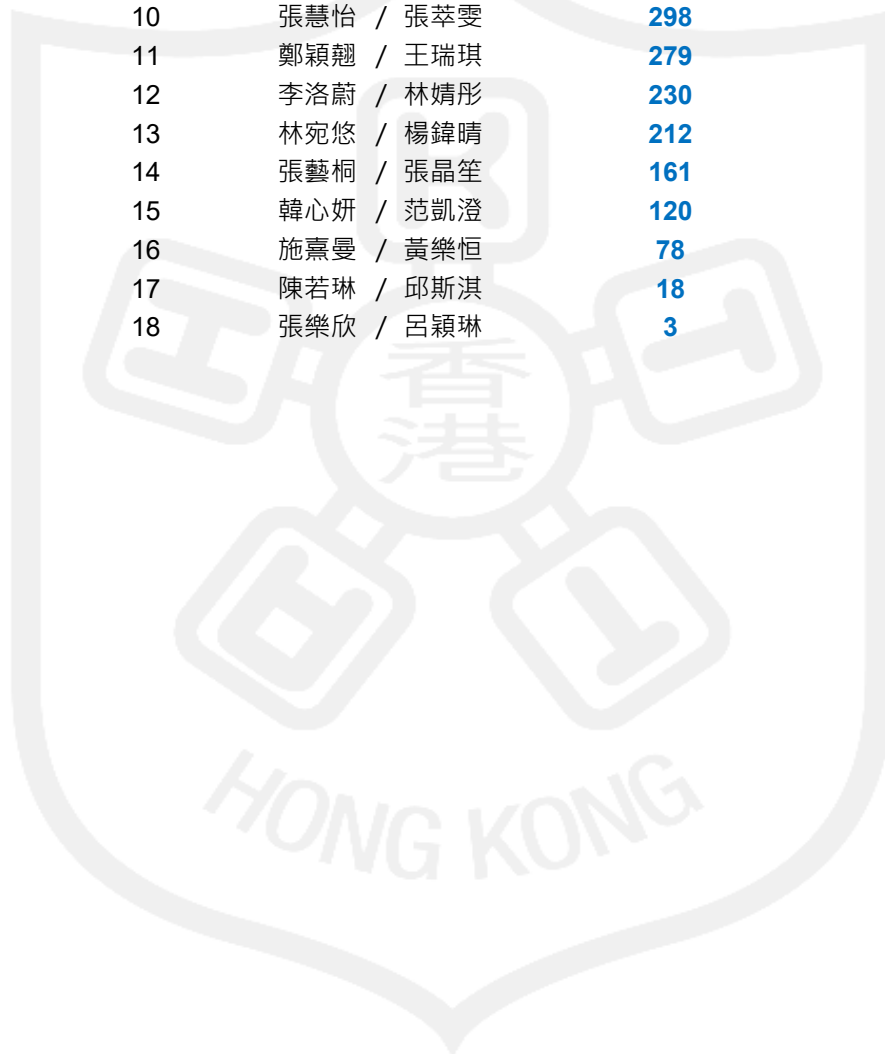 10 張慧怡 / 張萃雯 298
11 鄭穎翹 / 王瑞琪 279
12 李洛蔚 / 林婧彤 230
13 林宛悠 / 楊鍏晴 212
14 張藝桐 / 張晶笙 161
15 韓心妍 / 范凱澄 120
16 施熹曼 / 黃樂恒 78
17 陳若琳 / 邱斯淇 18
18 張樂欣 / 呂穎琳 3
香
港
HONG KONG